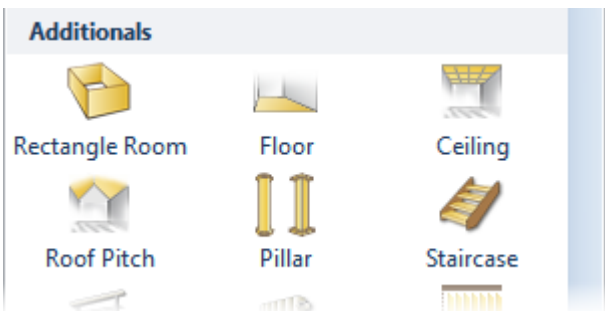 Additionals
Rectangle Room Floor Ceiling
Roof Pitch Pillar Staircase